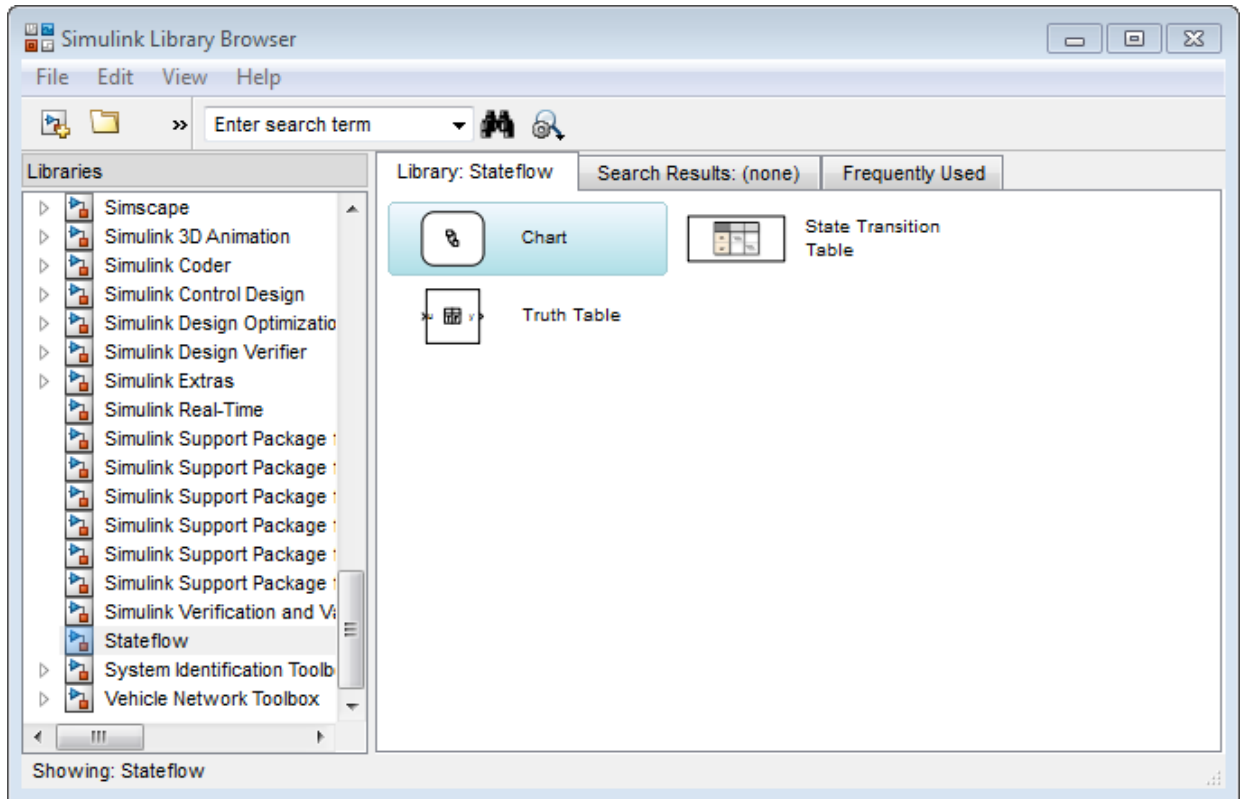 Simulink Library Browser
File Edit View Help
» Enter search term
Libraries
Library: Stateflow Search Results: (none) Frequently Used
Simscape
Simulink 3D Animation
Simulink Coder
Simulink Control Design
Simulink Design Optimizatio
Simulink Design Verifier
Simulink Extras
Simulink Real-Time
Simulink Support Package
Simulink Support Package
Simulink Support Package
Simulink Support Package
Simulink Support Package
Simulink Support Package
Simulink Verification and
Stateflow
System Identification Toolb
Vehicle Network Toolbox
Chart
State Transition
Table
Truth Table
Showing: Stateflow